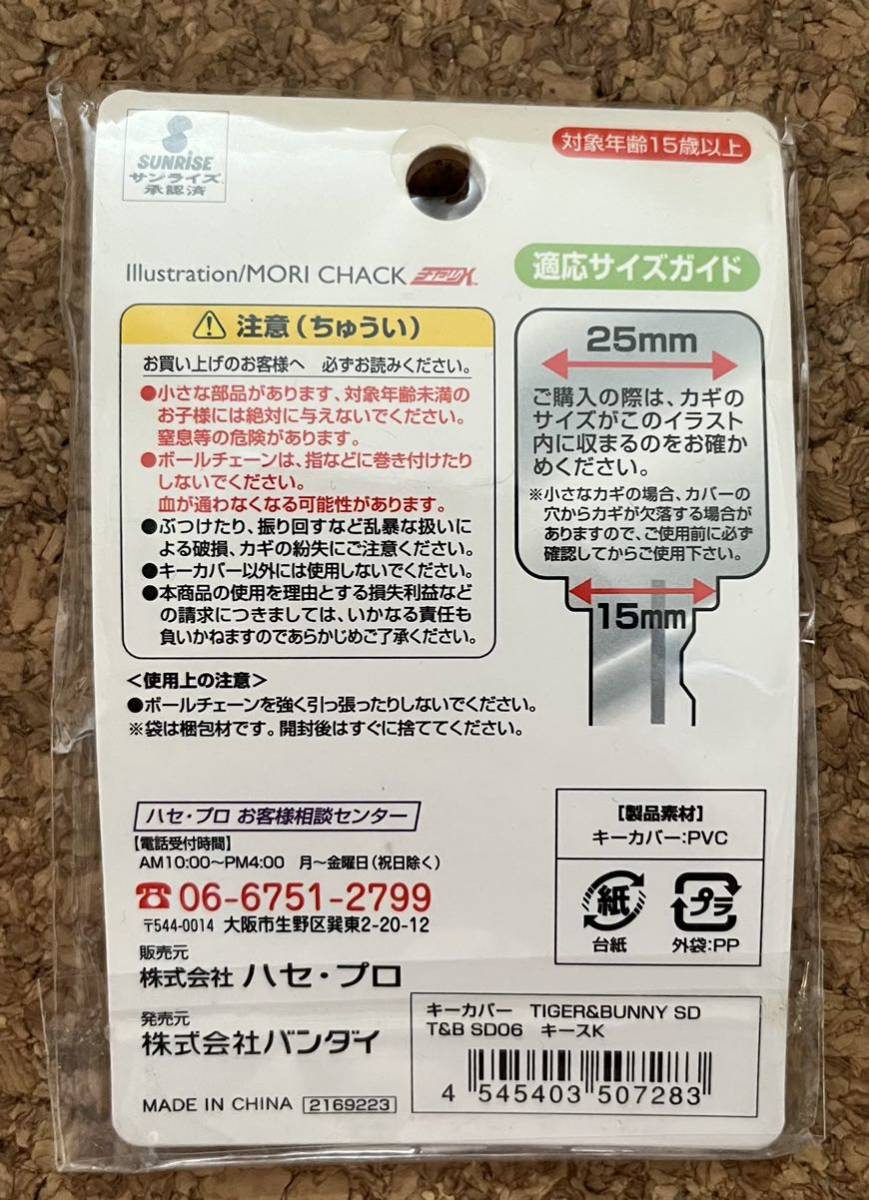 SUNRiSE
サンライズ
承認済
対象年齢15歳以上
Illustration/MORI CHACK
適応サイズガイド
注意(ちゅうい)
お買い上げのお客様へ 必ずお読みください。
●小さな部品があります、対象年齢未満の
お子様には絶対に与えないでください。
窒息等の危険があります。
●ボールチェーンは、指などに巻き付けたり
しないでください。
血が通わなくなる可能性があります。
●ぶつけたり、振り回すなど乱暴な扱いに
よる破損、カギの紛失にご注意ください。
●キーカバー以外には使用しないでください。
●本商品の使用を理由とする損失利益など
の請求につきましては、いかなる責任も
負いかねますのであらかじめご了承ください。
25mm
ご購入の際は、カギの
サイズがこのイラスト
内に収まるのをお確か
めください。
※小さなカギの場合、カバーの
穴からカギが欠落する場合が
ありますので、ご使用前に必ず
確認してからご使用下さい。
15mm
<使用上の注意>
●ボールチェーンを強く引っ張ったりしないでください。
※袋は梱包材です。開封後はすぐに捨ててください。
ハセ・プロ お客様相談センター
【電話受付時間】
AM10:00～PM4:00 月～金曜日(祝日除く)
☎06-6751-2799
〒544-0014 大阪市生野区巽東2-20-12
販売元
株式会社 ハセ・プロ
発売元
株式会社バンダイ
MADE IN CHINA 2169223
【製品素材】
キーカバー:PVC
紙
台紙
プラ
外袋:PP
キーカバー TIGER&BUNNY SD
T&B SD06 キースK
4 545403 507283